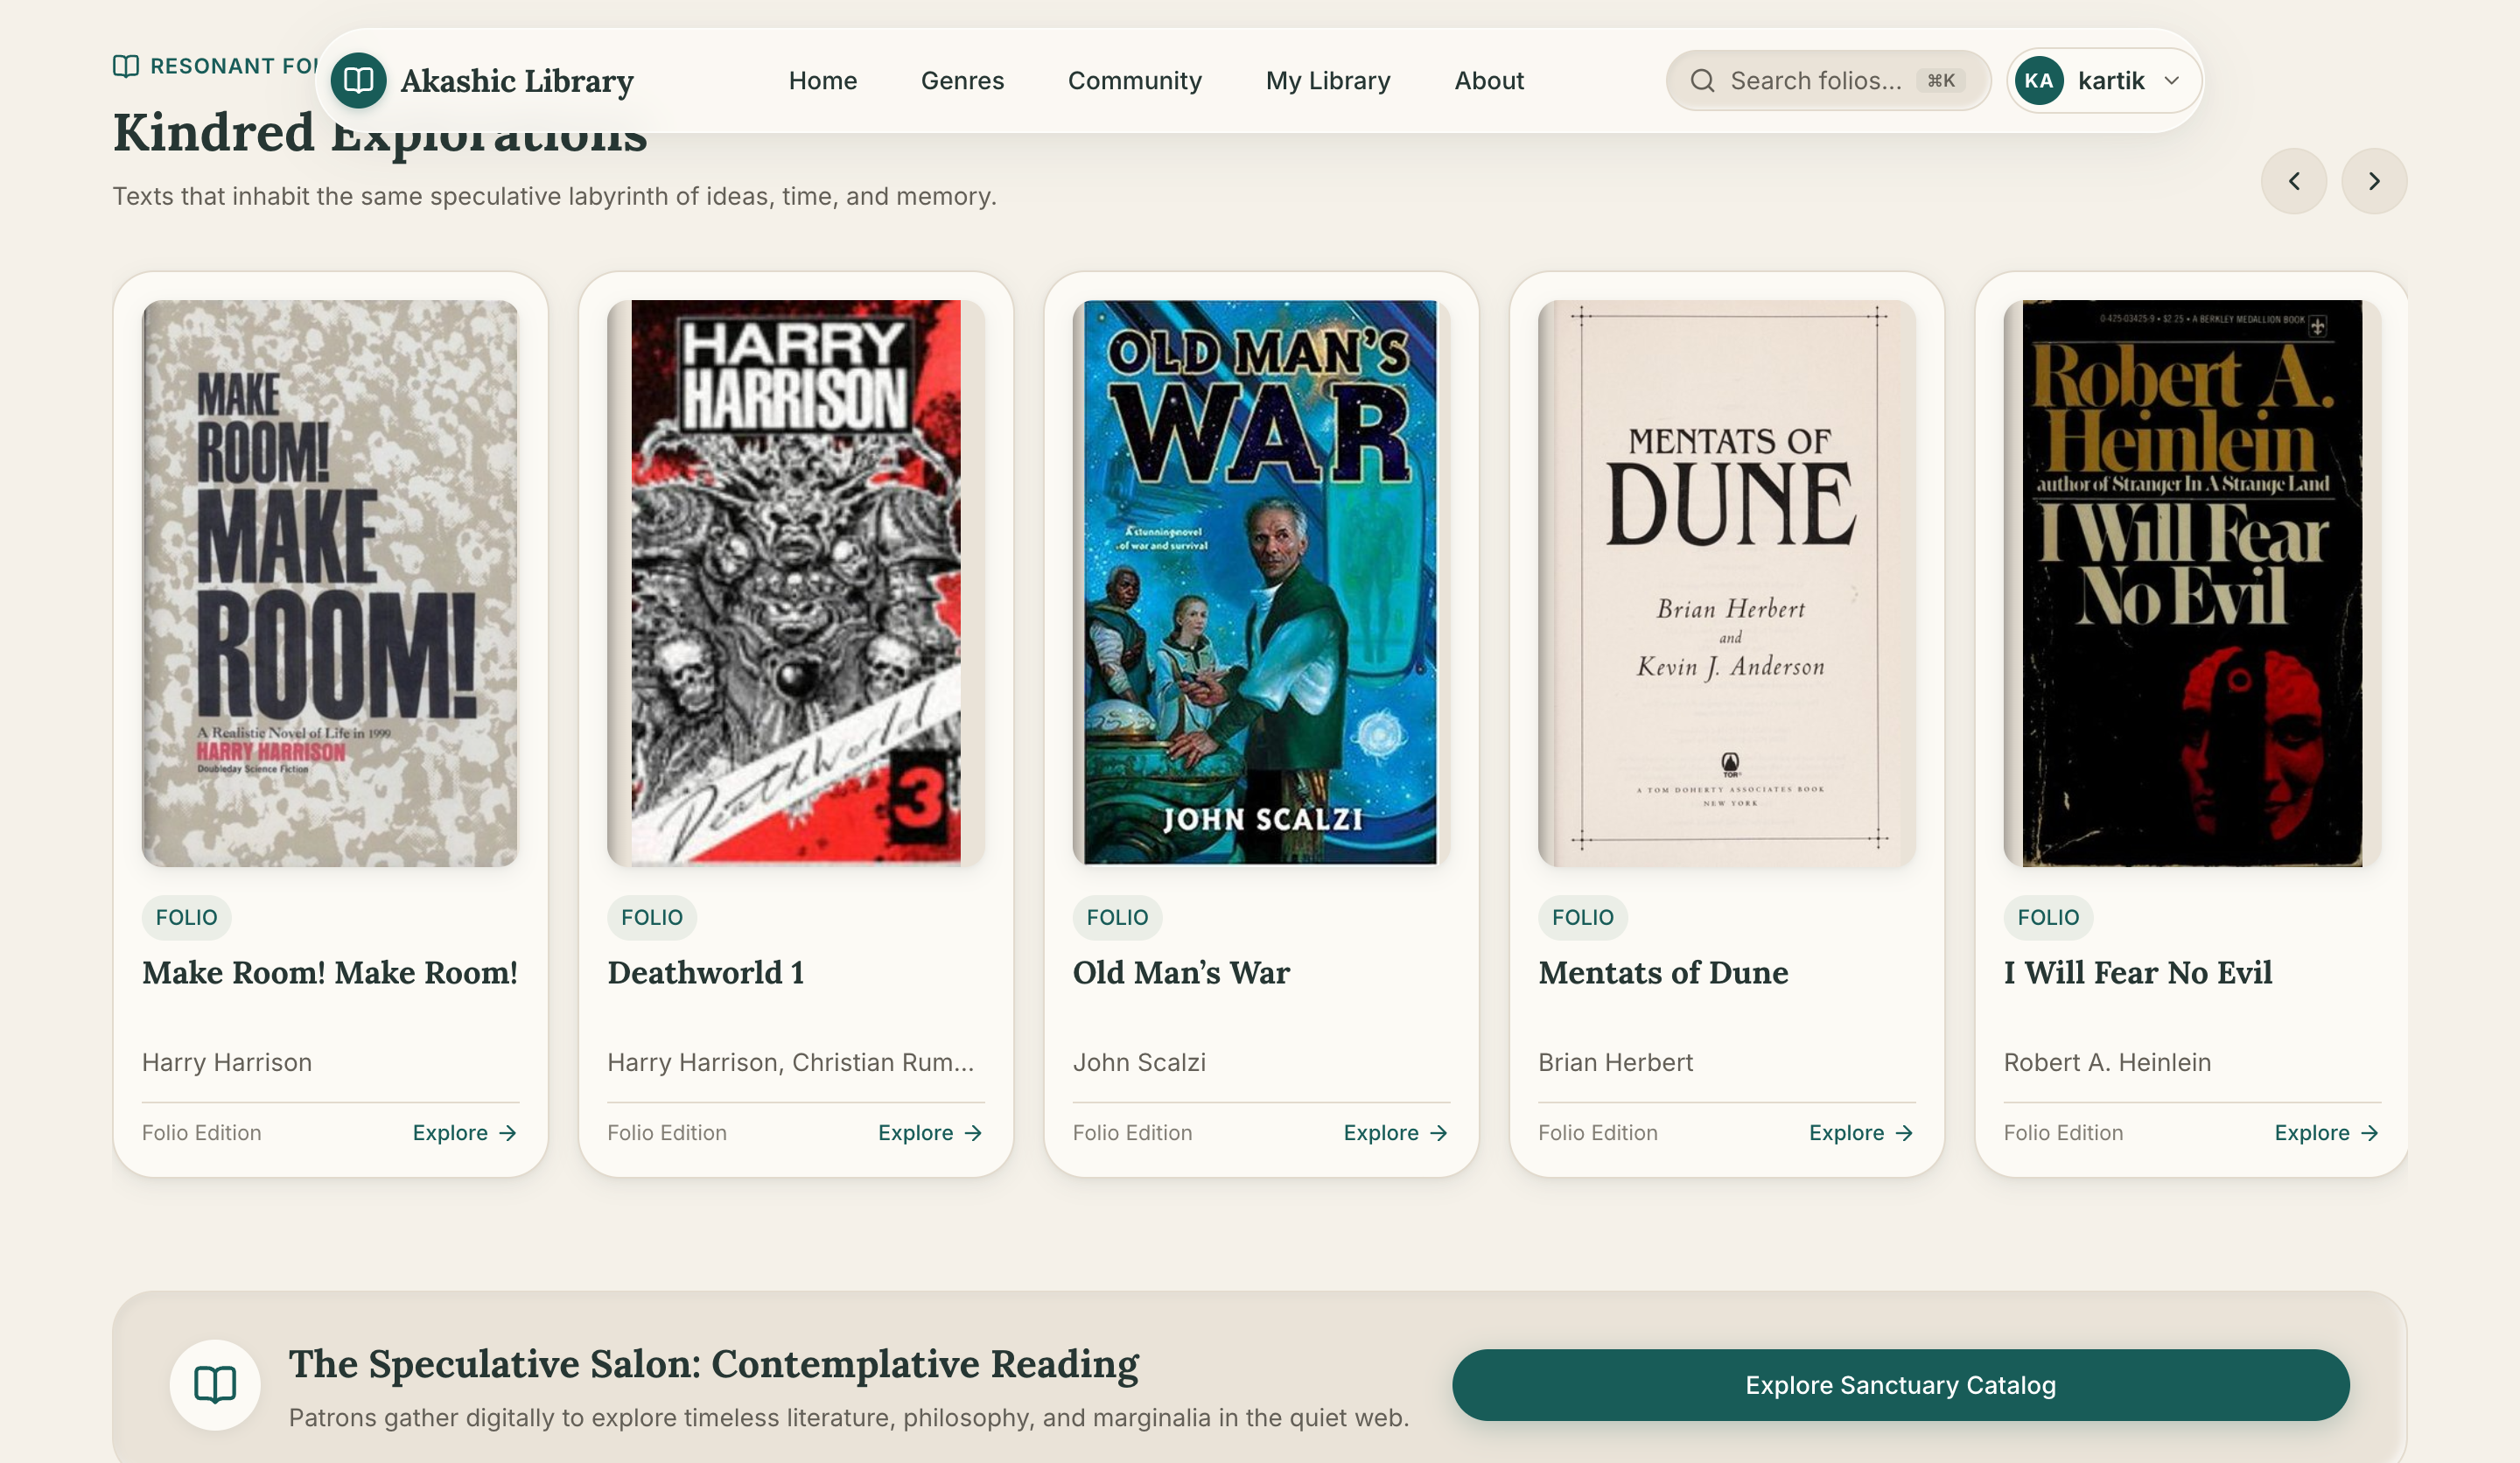 RESONANT FOL
Akashic Library
Home
Genres
Community
My Library
About
Search folios...
⌘K
KA
kartik
Kindred Explorations
Texts that inhabit the same speculative labyrinth of ideas, time, and memory.
MAKE
ROOM!
MAKE
ROOM!
A Realistic Novel of Life in 1999
HARRY HARRISON
Doubleday Science Fiction
HARRY
HARRISON
Deathworld
3
OLD MAN'S
WAR
A stunning novel
of war and survival
JOHN SCALZI
MENTATS OF
DUNE
Brian Herbert
and
Kevin J. Anderson
TOR
A TOM DOHERTY ASSOCIATES BOOK
NEW YORK
0-425-03425-9 • $2.25 • A BERKLEY MEDALLION BOOK
Robert A.
Heinlein
author of Stranger In A Strange Land
I Will Fear
No Evil
FOLIO
FOLIO
FOLIO
FOLIO
FOLIO
Make Room! Make Room!
Deathworld 1
Old Man’s War
Mentats of Dune
I Will Fear No Evil
Harry Harrison
Harry Harrison, Christian Rum...
John Scalzi
Brian Herbert
Robert A. Heinlein
Folio Edition
Explore →
Folio Edition
Explore →
Folio Edition
Explore →
Folio Edition
Explore →
Folio Edition
Explore →
The Speculative Salon: Contemplative Reading
Patrons gather digitally to explore timeless literature, philosophy, and marginalia in the quiet web.
Explore Sanctuary Catalog